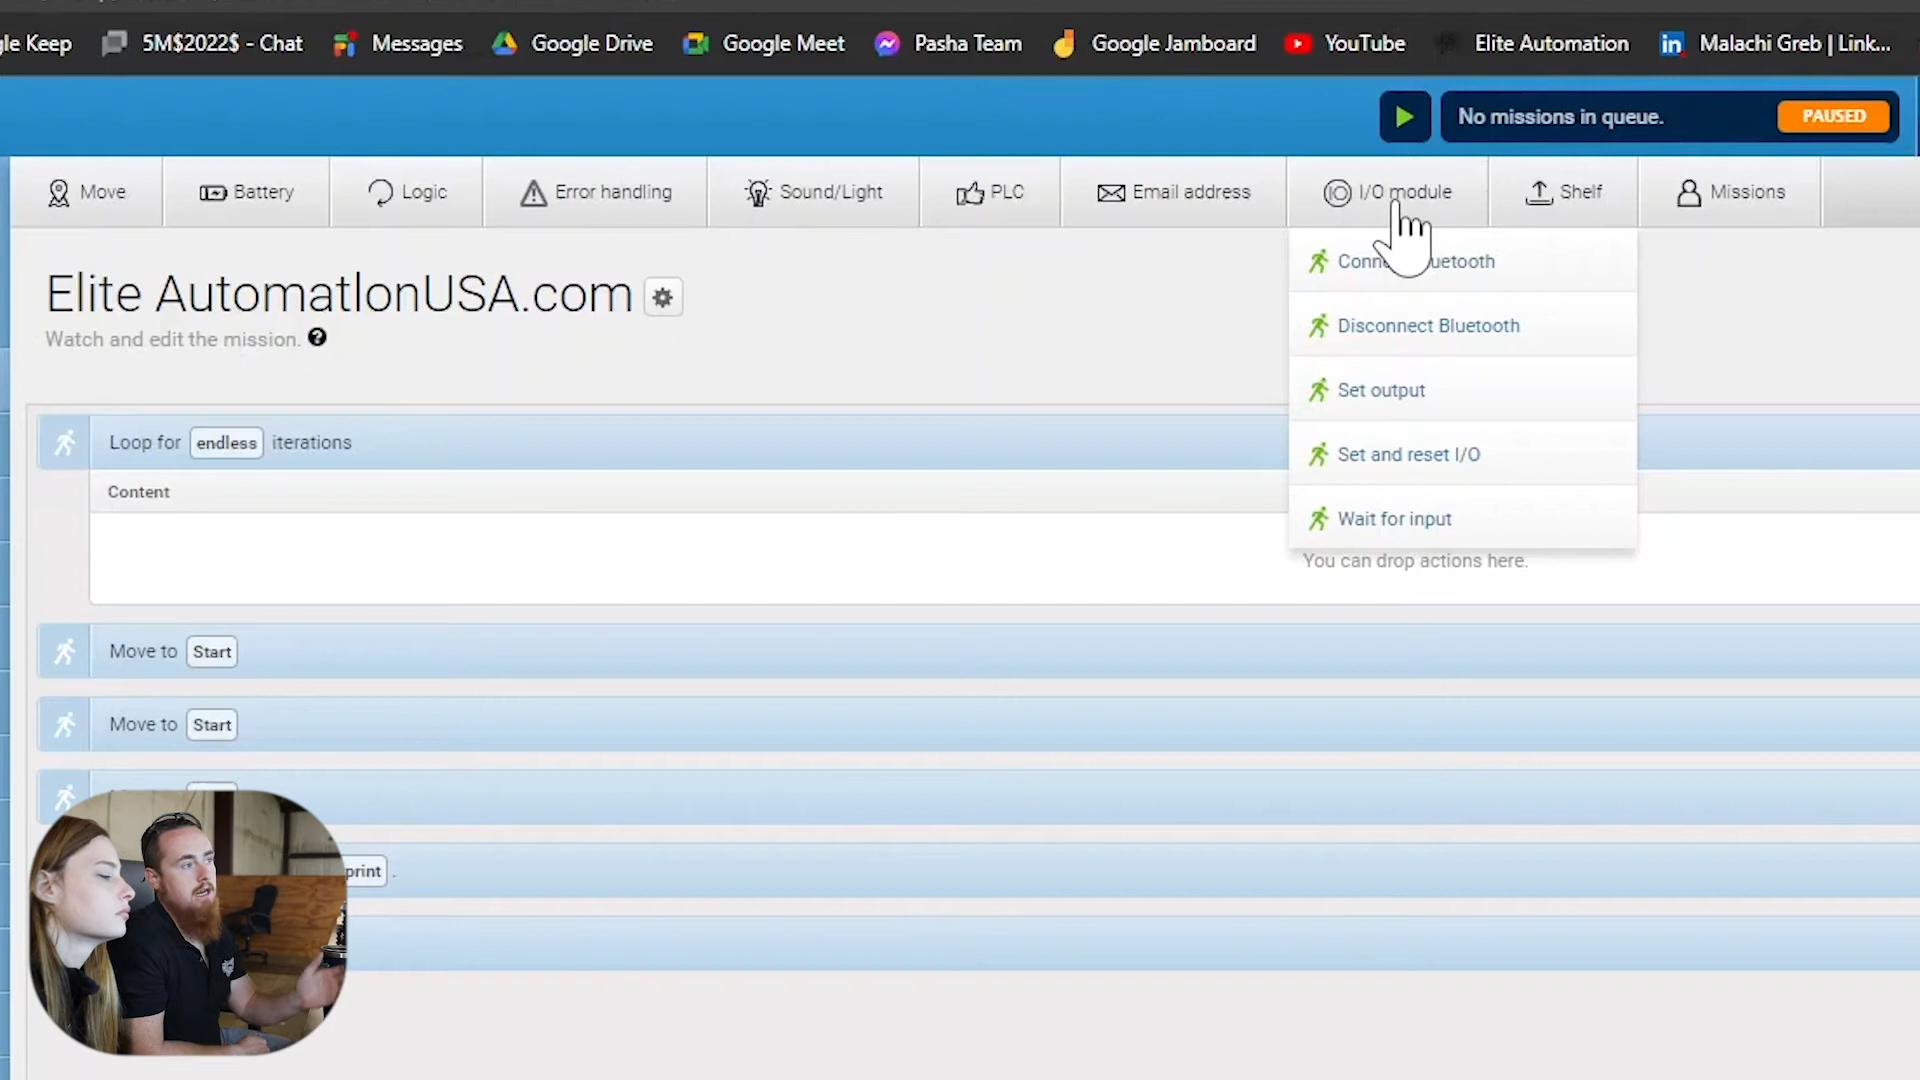 le Keep 5M$2022$ - Chat Messages Google Drive Google Meet Pasha Team Google Jamboard YouTube Elite Automation Malachi Greb | Link...
No missions in queue. PAUSED
Move Battery Logic Error handling Sound/Light PLC Email address I/O module Shelf Missions
Elite AutomatIonUSA.com
Watch and edit the mission. ?
Disconnect Bluetooth
Set output
Set and reset I/O
Wait for input
Loop for endless iterations
Content
You can drop actions here.
Move to Start
Move to Start
print .